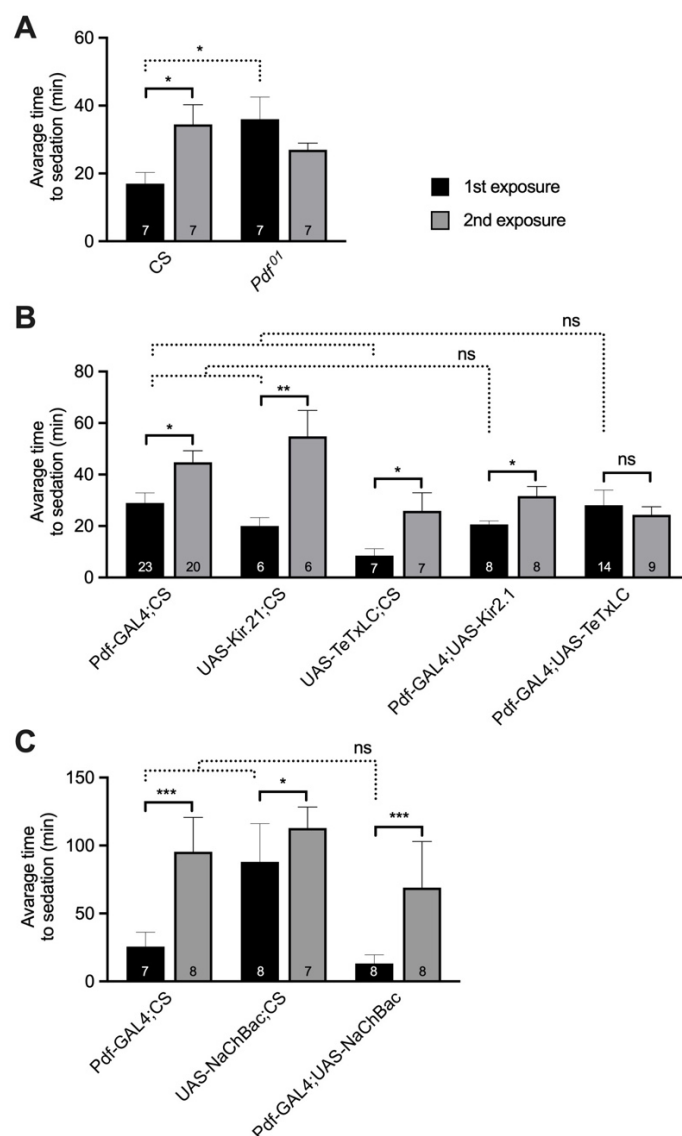 A
Avarage time
to sedation (min)
60
40
20
0
*
*
7
7
7
7
CS
Pdf01
1st exposure
2nd exposure
B
Avarage time
to sedation (min)
80
60
40
20
0
ns
ns
*
**
*
*
ns
23
20
6
6
7
7
8
8
14
9
Pdf-GAL4;CS
UAS-Kir.21;CS
UAS-TeTxLC;CS
Pdf-GAL4;UAS-Kir2.1
Pdf-GAL4;UAS-TeTxLC
C
Avarage time
to sedation (min)
150
100
50
0
ns
***
*
***
7
8
8
7
8
8
Pdf-GAL4;CS
UAS-NaChBac;CS
Pdf-GAL4;UAS-NaChBac